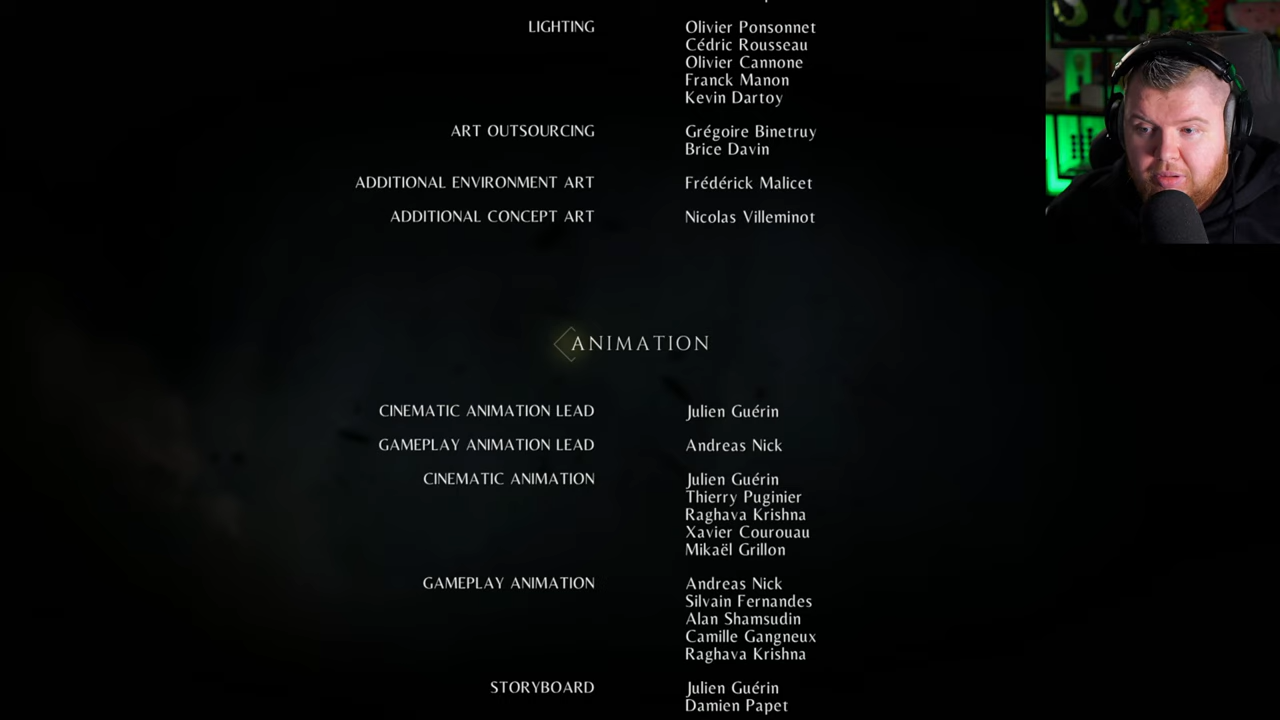 LIGHTING Olivier Ponsonnet
Cédric Rousseau
Olivier Cannone
Franck Manon
Kevin Dartoy
ART OUTSOURCING Grégoire Binetruy
Brice Davin
ADDITIONAL ENVIRONMENT ART Frédérick Malicet
ADDITIONAL CONCEPT ART Nicolas Villeminot
ANIMATION
CINEMATIC ANIMATION LEAD Julien Guérin
GAMEPLAY ANIMATION LEAD Andreas Nick
CINEMATIC ANIMATION Julien Guérin
Thierry Puginier
Raghava Krishna
Xavier Courouau
Mikaël Grillon
GAMEPLAY ANIMATION Andreas Nick
Silvain Fernandes
Alan Shamsudin
Camille Gangneux
Raghava Krishna
STORYBOARD Julien Guérin
Damien Papet